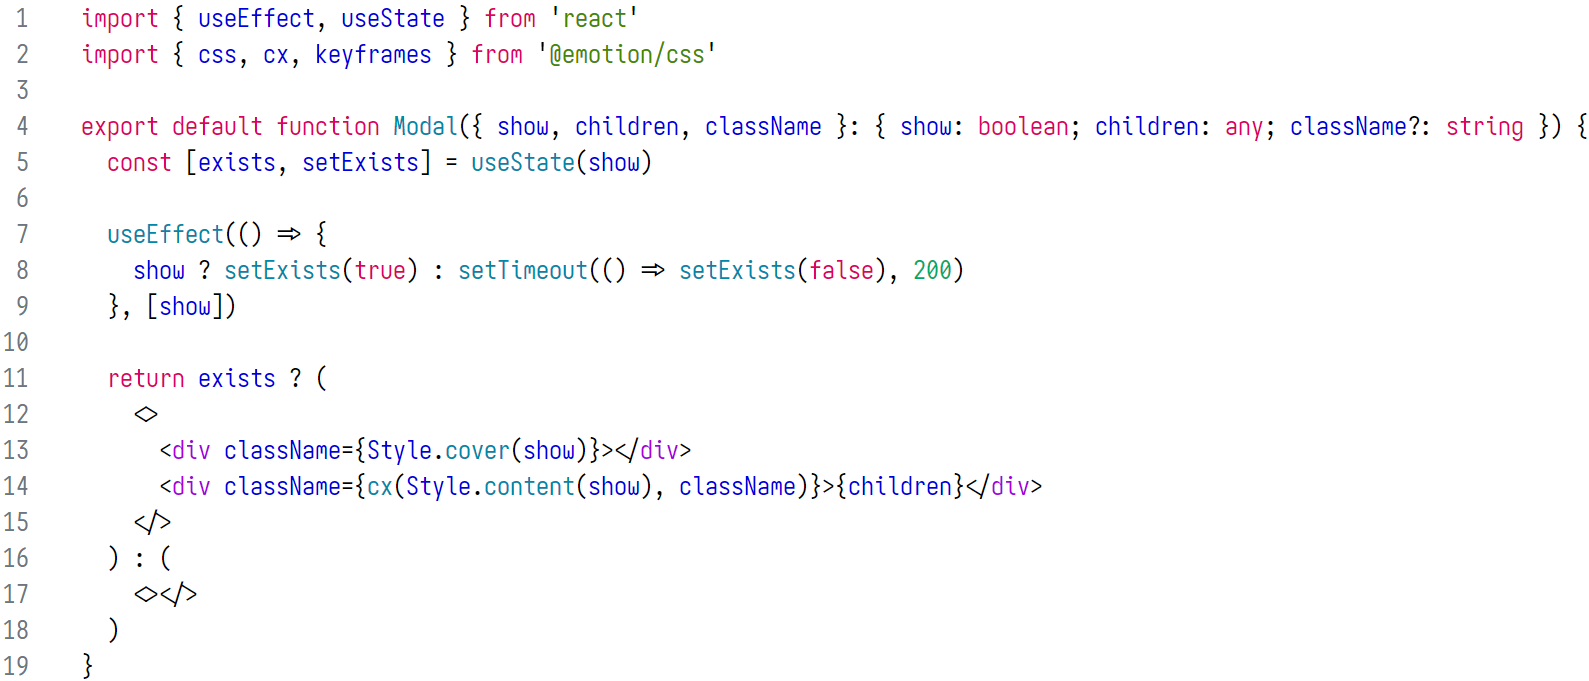 1 import { useEffect, useState } from 'react'
2 import { css, cx, keyframes } from '@emotion/css'
3
4 export default function Modal({ show, children, className }: { show: boolean; children: any; className?: string }) {
5   const [exists, setExists] = useState(show)
6
7   useEffect(() => {
8     show ? setExists(true) : setTimeout(() => setExists(false), 200)
9   }, [show])
10
11   return exists ? (
12     <>
13       <div className={Style.cover(show)}></div>
14       <div className={cx(Style.content(show), className)}>{children}</div>
15     </>
16   ) : (
17     <></>
18   )
19 }